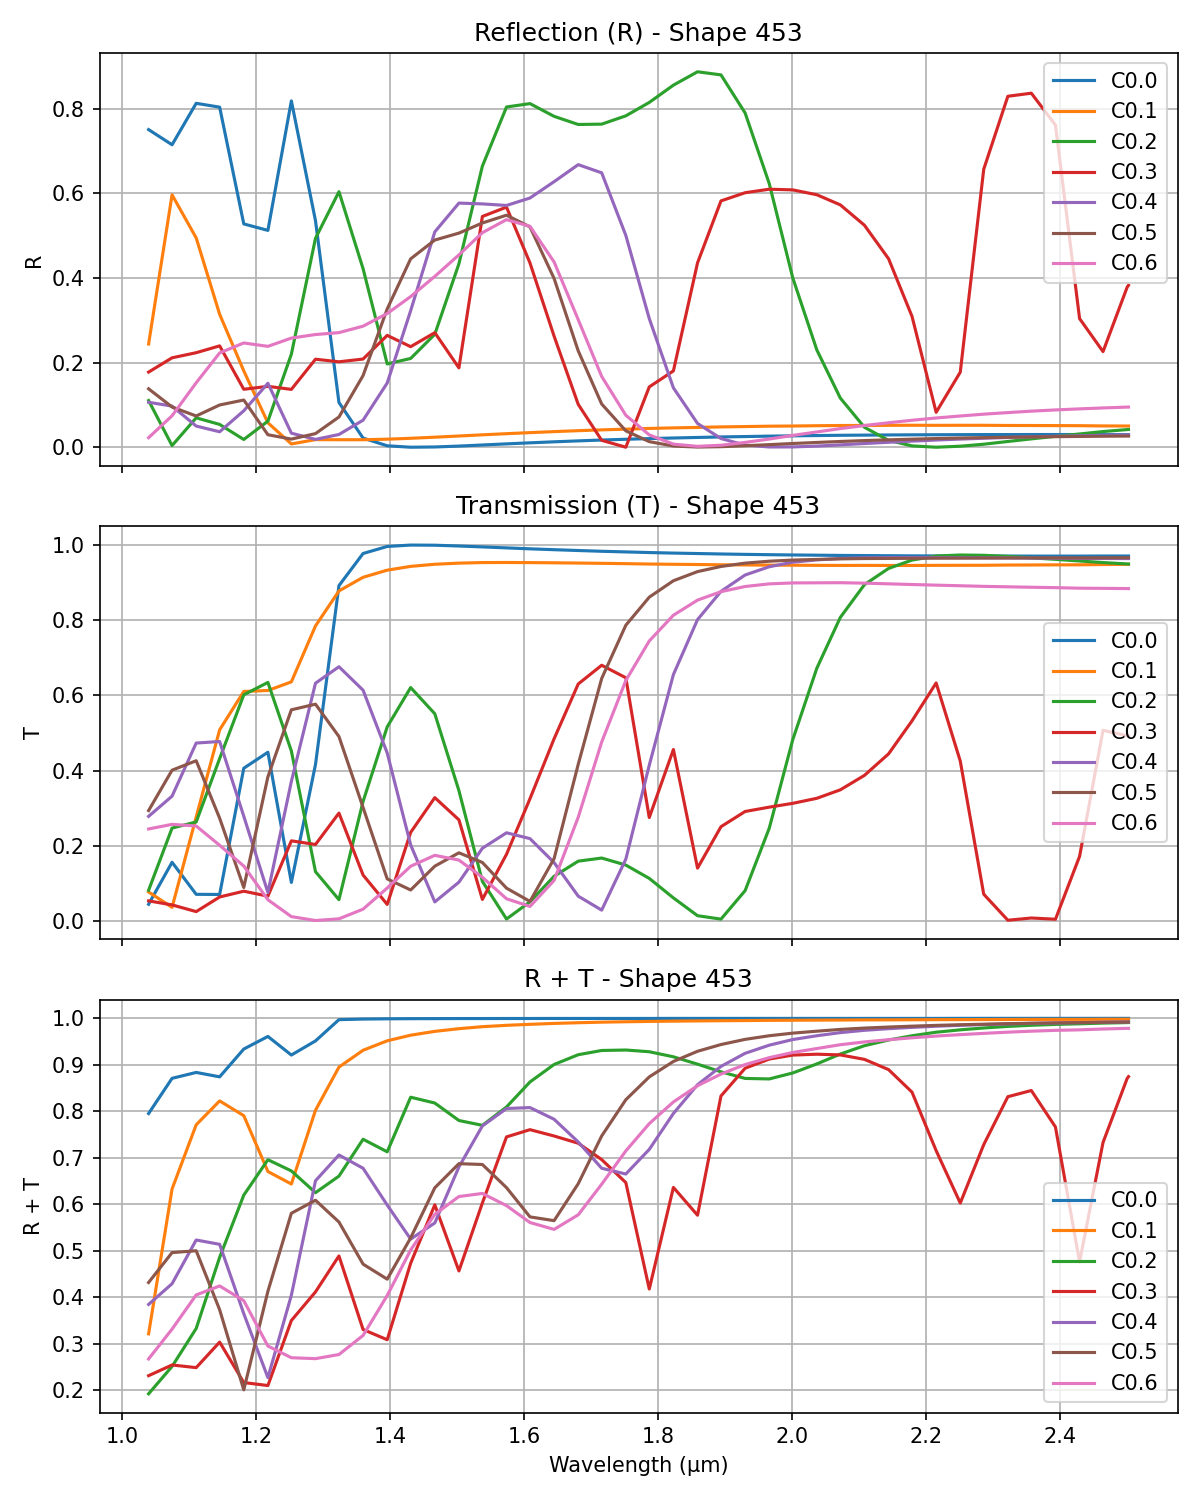 Reflection (R) - Shape 453
0.8
0.6
0.4
0.2
0.0
R
C0.0
C0.1
C0.2
C0.3
C0.4
C0.5
C0.6
Transmission (T) - Shape 453
1.0
0.8
0.6
0.4
0.2
0.0
T
C0.0
C0.1
C0.2
C0.3
C0.4
C0.5
C0.6
R + T - Shape 453
1.0
0.9
0.8
0.7
0.6
0.5
0.4
0.3
0.2
R + T
C0.0
C0.1
C0.2
C0.3
C0.4
C0.5
C0.6
1.0 1.2 1.4 1.6 1.8 2.0 2.2 2.4
Wavelength (μm)